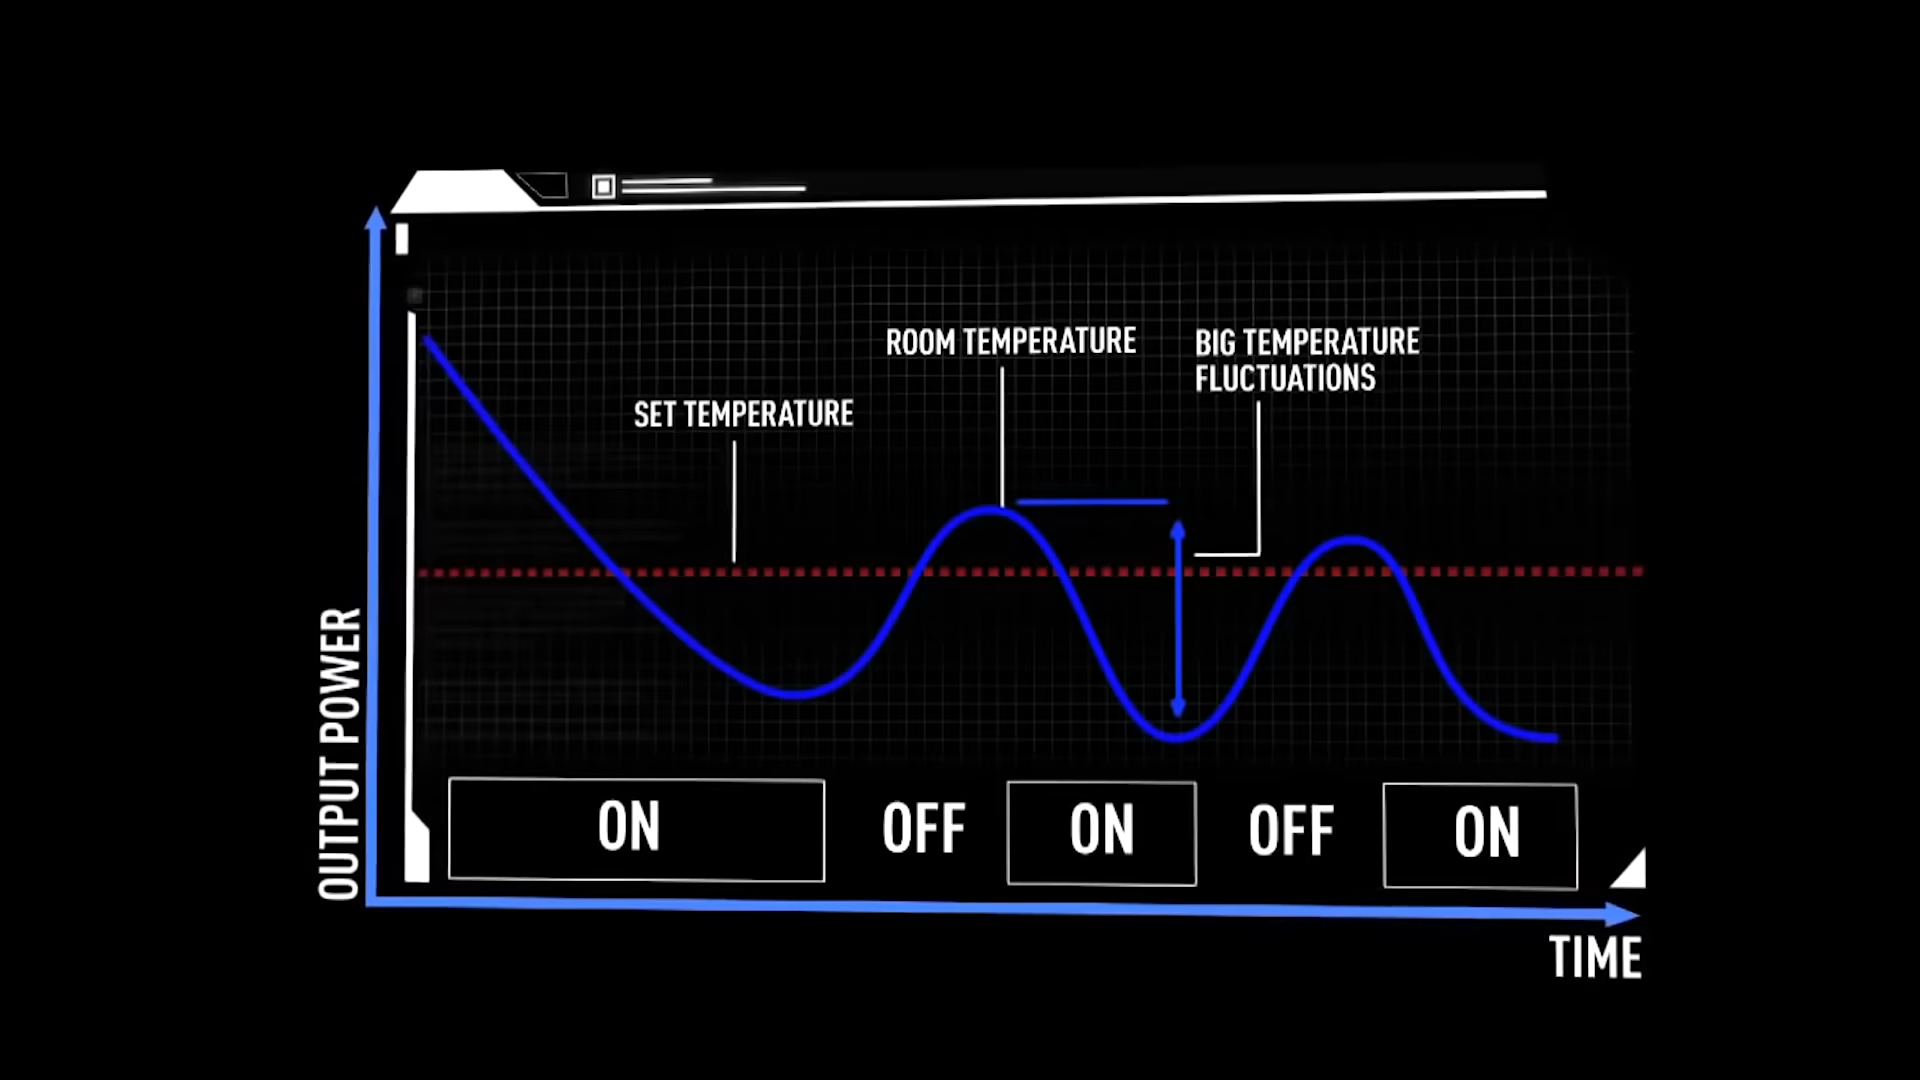 ROOM TEMPERATURE
BIG TEMPERATURE
FLUCTUATIONS
SET TEMPERATURE
OUTPUT POWER
ON
OFF
ON
OFF
ON
TIME